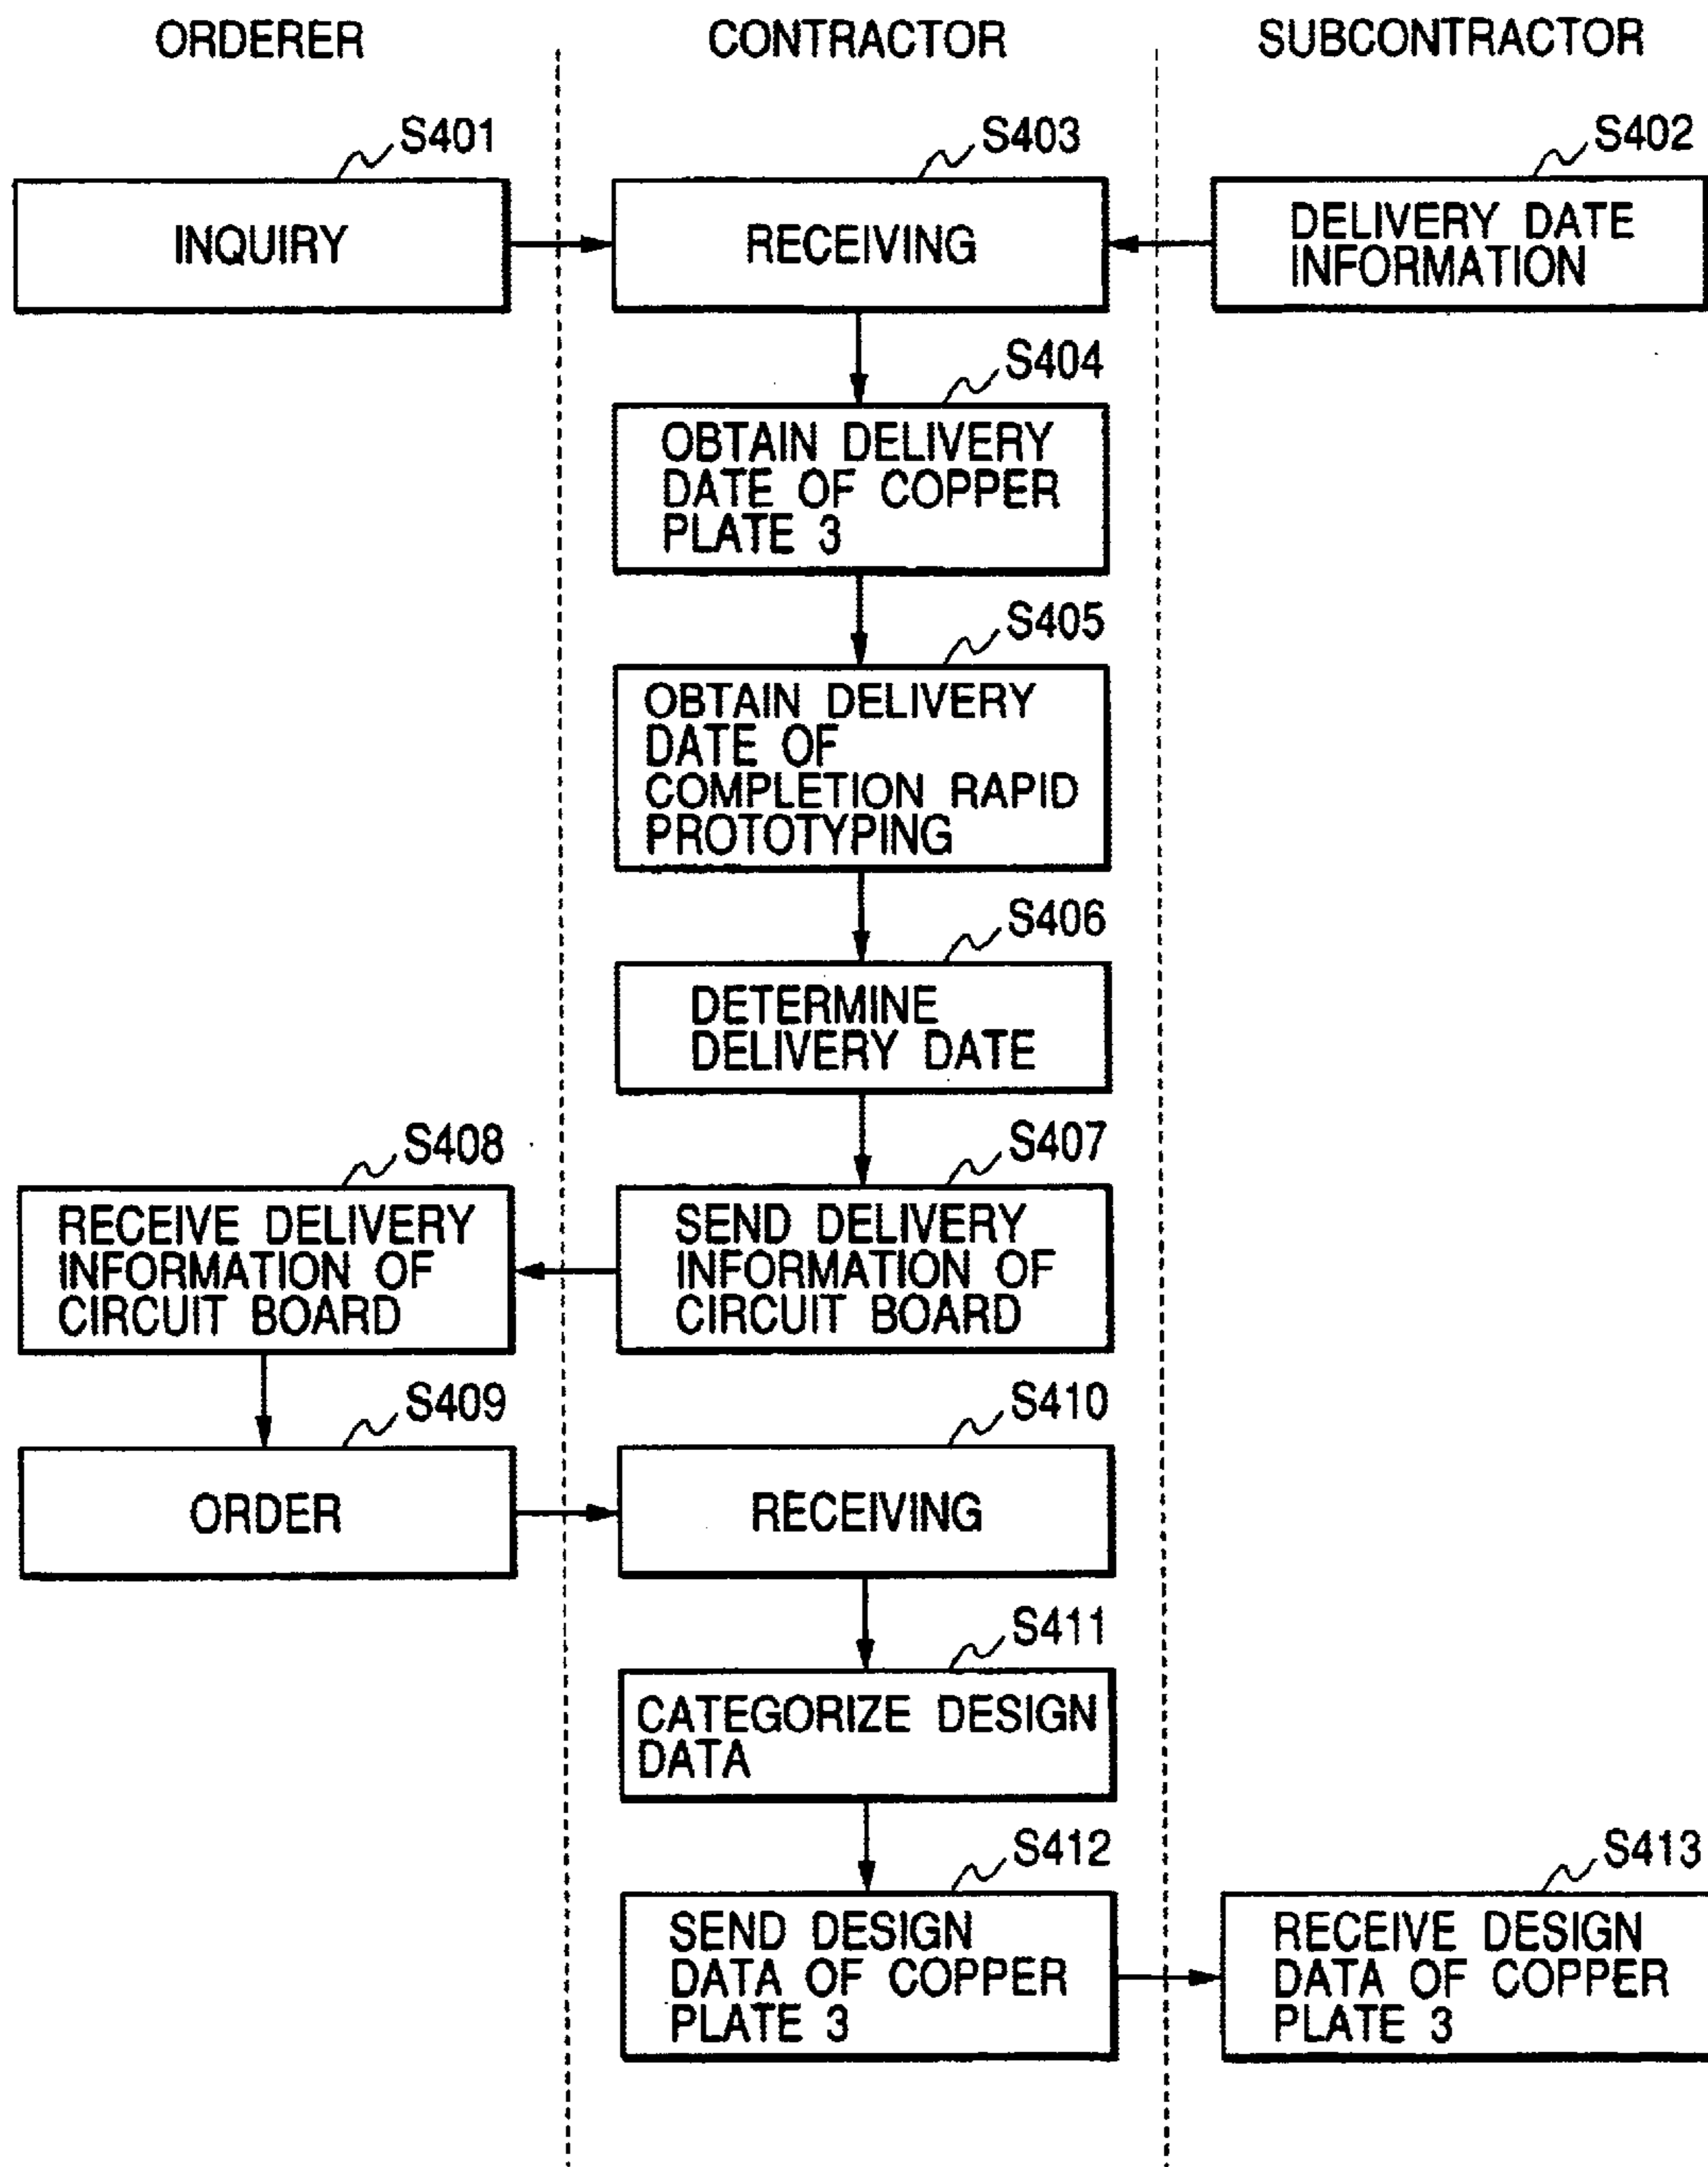 ORDERER
CONTRACTOR
SUBCONTRACTOR
S401
S403
S402
INQUIRY
RECEIVING
DELIVERY DATE
INFORMATION
S404
OBTAIN DELIVERY
DATE OF COPPER
PLATE 3
S405
OBTAIN DELIVERY
DATE OF
COMPLETION RAPID
PROTOTYPING
S406
DETERMINE
DELIVERY DATE
S408
S407
RECEIVE DELIVERY
INFORMATION OF
CIRCUIT BOARD
SEND DELIVERY
INFORMATION OF
CIRCUIT BOARD
S409
S410
ORDER
RECEIVING
S411
CATEGORIZE DESIGN
DATA
S412
S413
SEND DESIGN
DATA OF COPPER
PLATE 3
RECEIVE DESIGN
DATA OF COPPER
PLATE 3